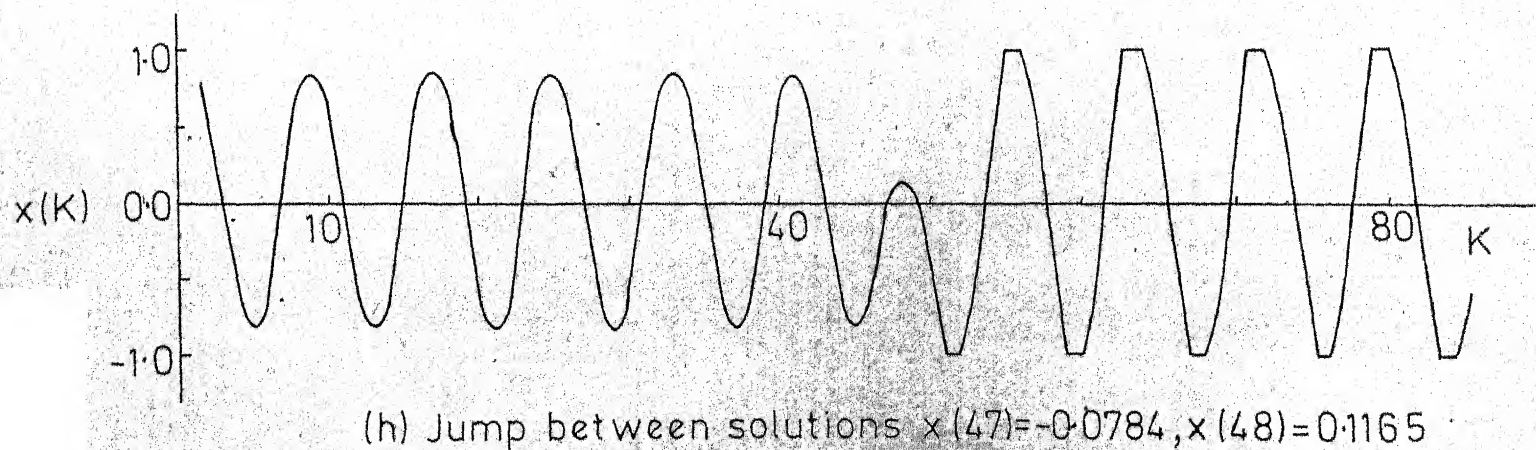 1.0
x(K) 0.0
10 40 80 K
-1.0
(h) Jump between solutions x(47)=-0.0784, x(48)=0.1165